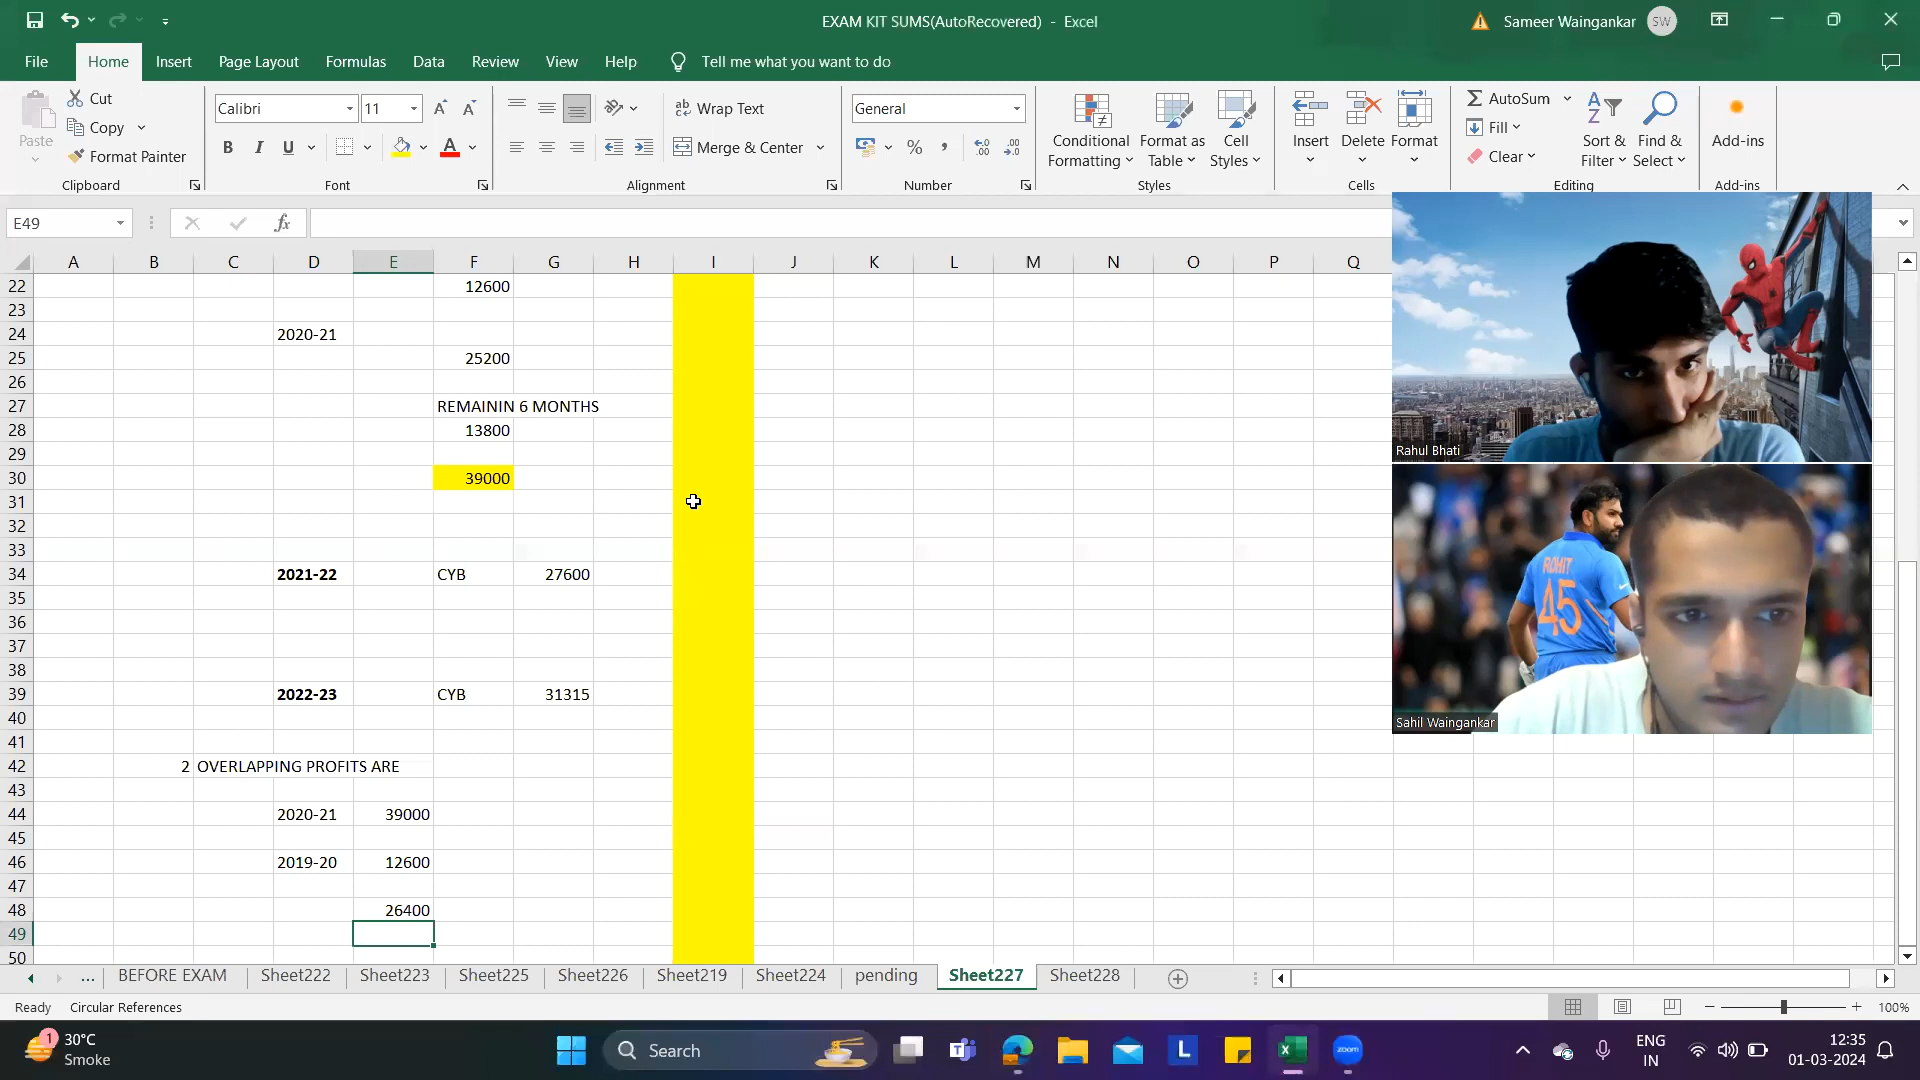 EXAM KIT SUMS(AutoRecovered) - Excel
Sameer Waingankar SW
File Home Insert Page Layout Formulas Data Review View Help Tell me what you want to do
Paste
Cut
Copy
Format Painter
Clipboard
Calibri 11
B I U
Font
Wrap Text
Merge & Center
Alignment
General
Number
Conditional Formatting
Format as Table
Cell Styles
Styles
Insert Delete Format
Cells
AutoSum
Fill
Clear
Sort & Filter
Find & Select
Editing
Add-ins
Add-ins
E49 fx
A B C D E F G H I J K L M N O P Q
22 12600
23
24 2020-21
25 25200
26
27 REMAININ 6 MONTHS
28 13800
29
30 39000
31
32
33
34 2021-22 CYB 27600
35
36
37
38
39 2022-23 CYB 31315
40
41
42 2 OVERLAPPING PROFITS ARE
43
44 2020-21 39000
45
46 2019-20 12600
47
48 26400
49
50
Rahul Bhati
ROHIT
45
Sahil Waingankar
... BEFORE EXAM Sheet222 Sheet223 Sheet225 Sheet226 Sheet219 Sheet224 pending Sheet227 Sheet228
Ready Circular References 100%
1
30°C
Smoke
Search
T
L
X
zoom
ENG
IN
12:35
01-03-2024